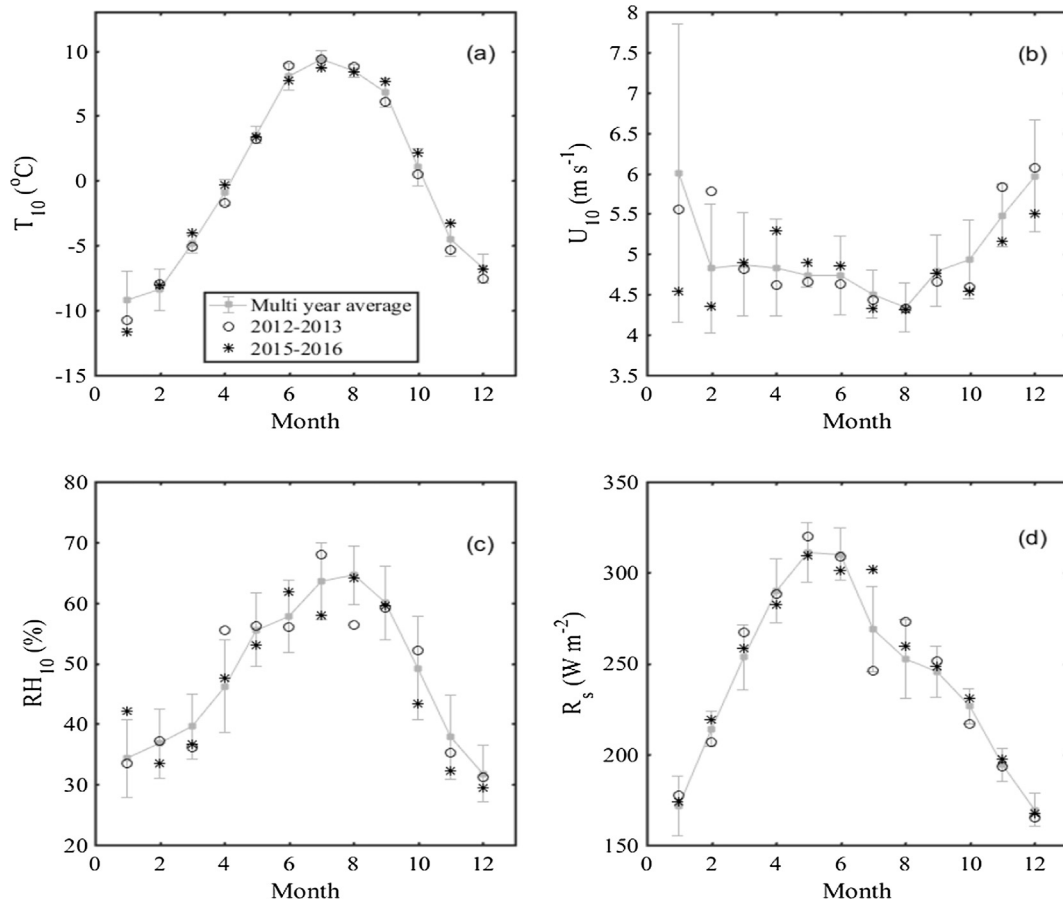 (a)
T10 (oC)
10
5
0
-5
-10
-15
Multi year average
2012-2013
2015-2016
0 2 4 6 8 10 12
Month
(b)
U10 (m s-1)
8
7.5
7
6.5
6
5.5
5
4.5
4
3.5
0 2 4 6 8 10 12
Month
(c)
RH10 (%)
80
70
60
50
40
30
20
0 2 4 6 8 10 12
Month
(d)
Rs (W m-2)
350
300
250
200
150
0 2 4 6 8 10 12
Month